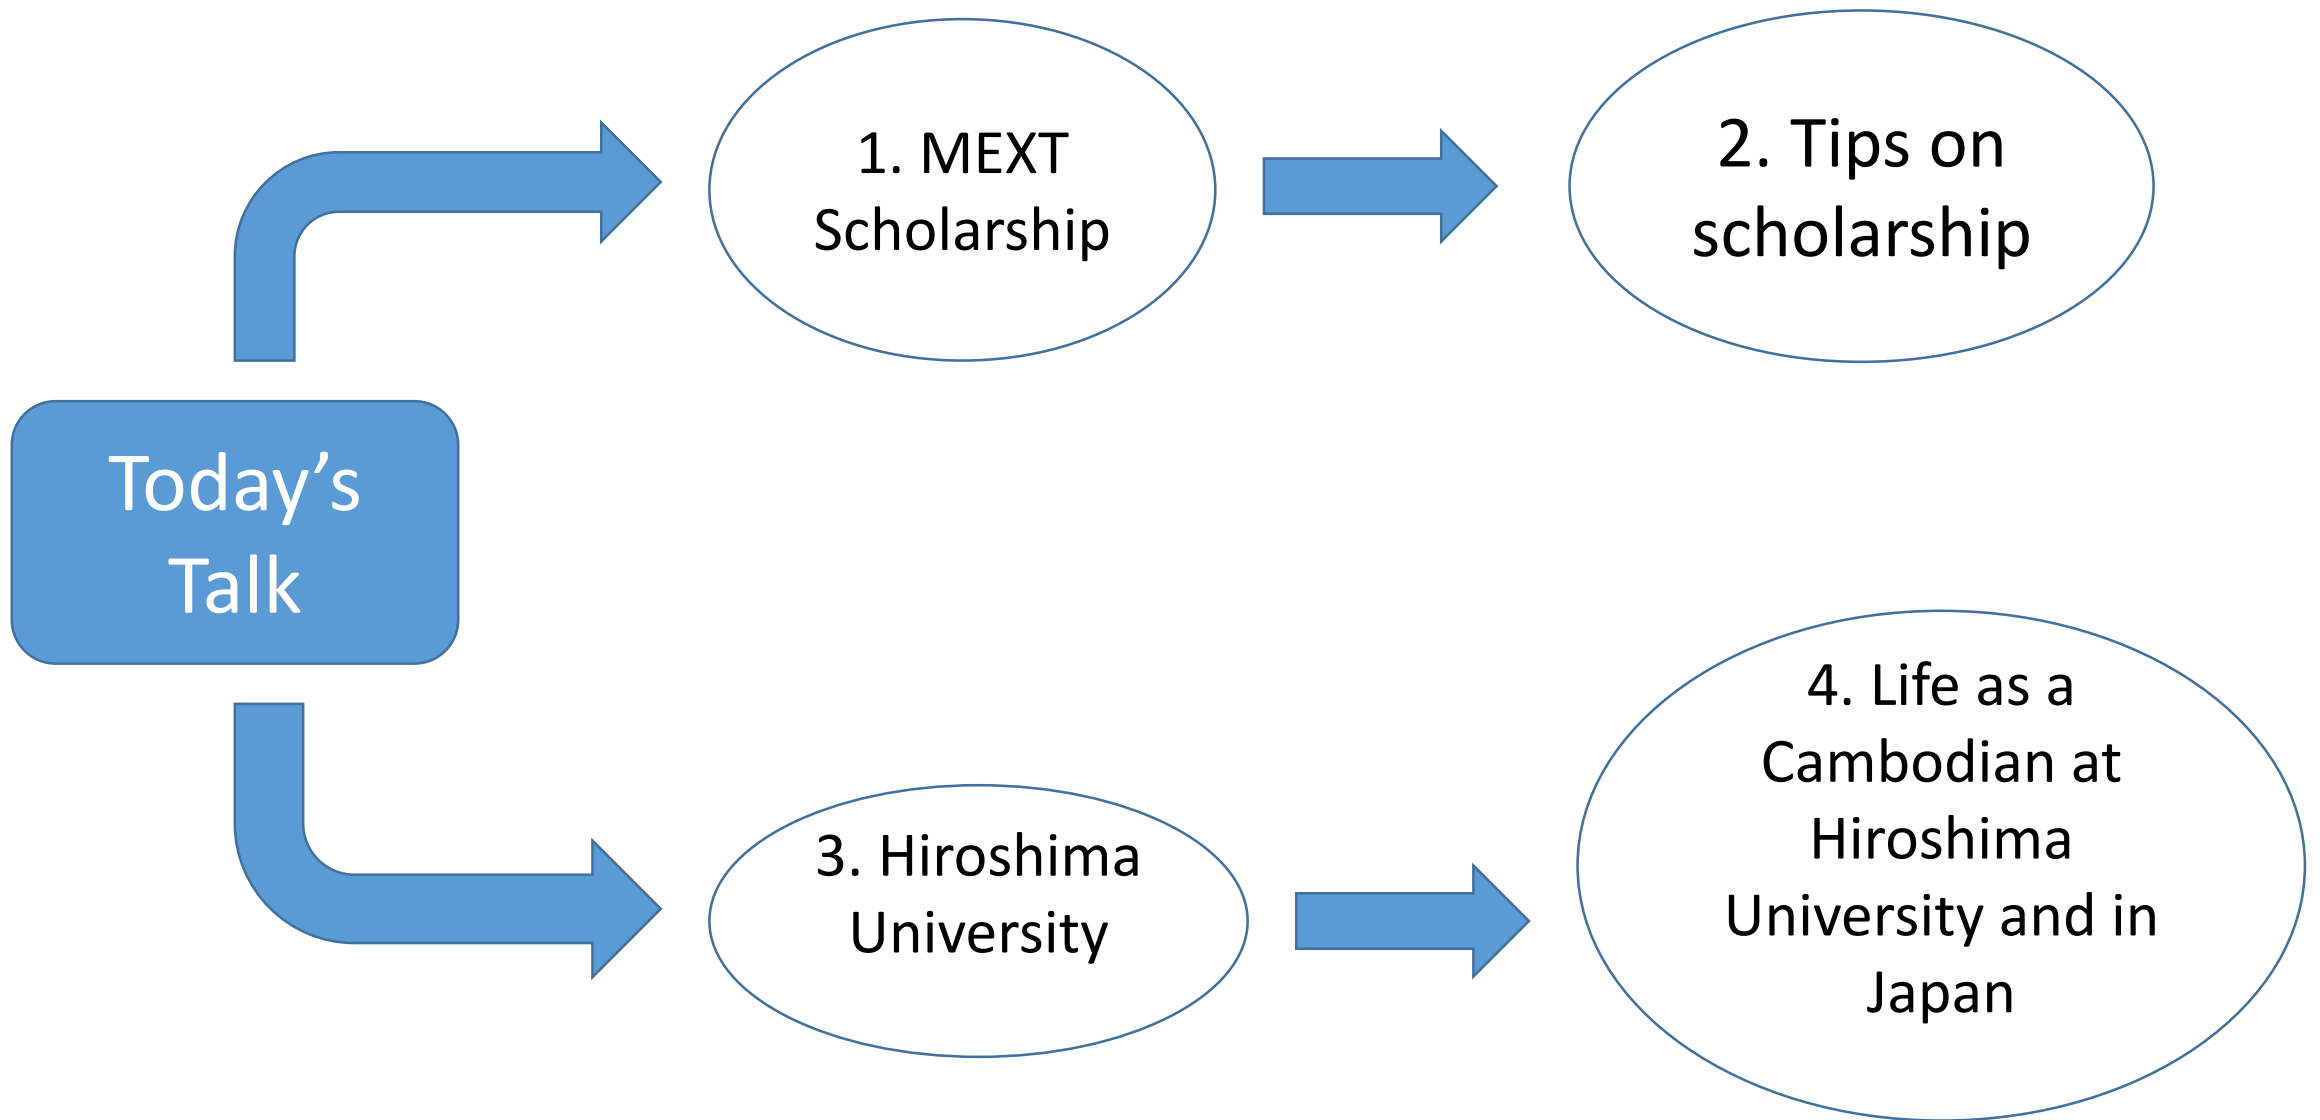 Today’s
Talk
1. MEXT
Scholarship
2. Tips on
scholarship
3. Hiroshima
University
4. Life as a
Cambodian at
Hiroshima
University and in
Japan